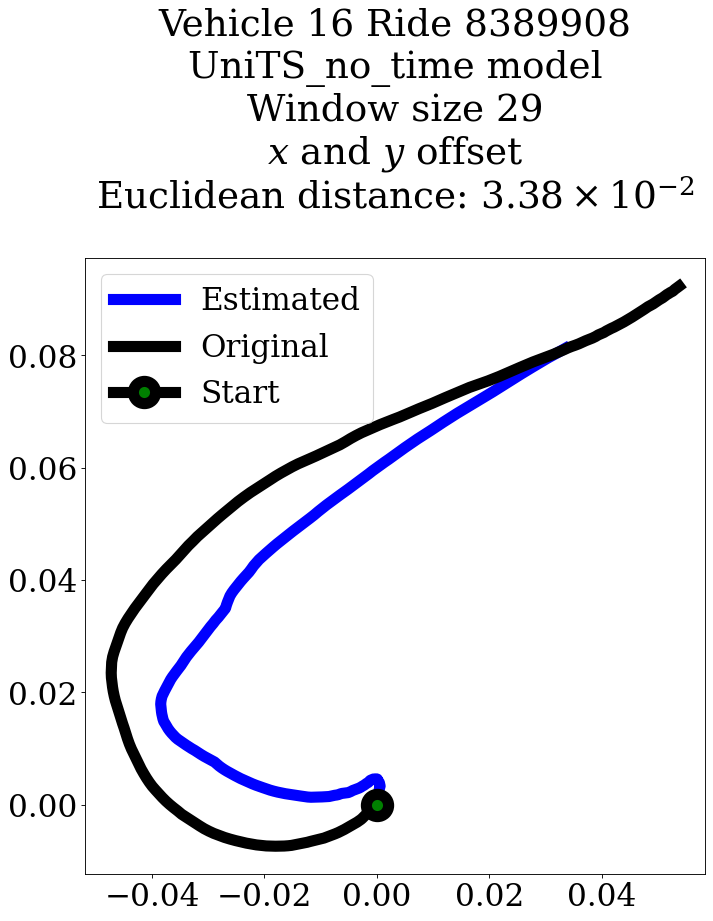 Vehicle 16 Ride 8389908
UniTS_no_time model
Window size 29
x and y offset
Euclidean distance: 3.38 × 10⁻²
Estimated
Original
Start
0.08
0.06
0.04
0.02
0.00
−0.04 −0.02 0.00 0.02 0.04